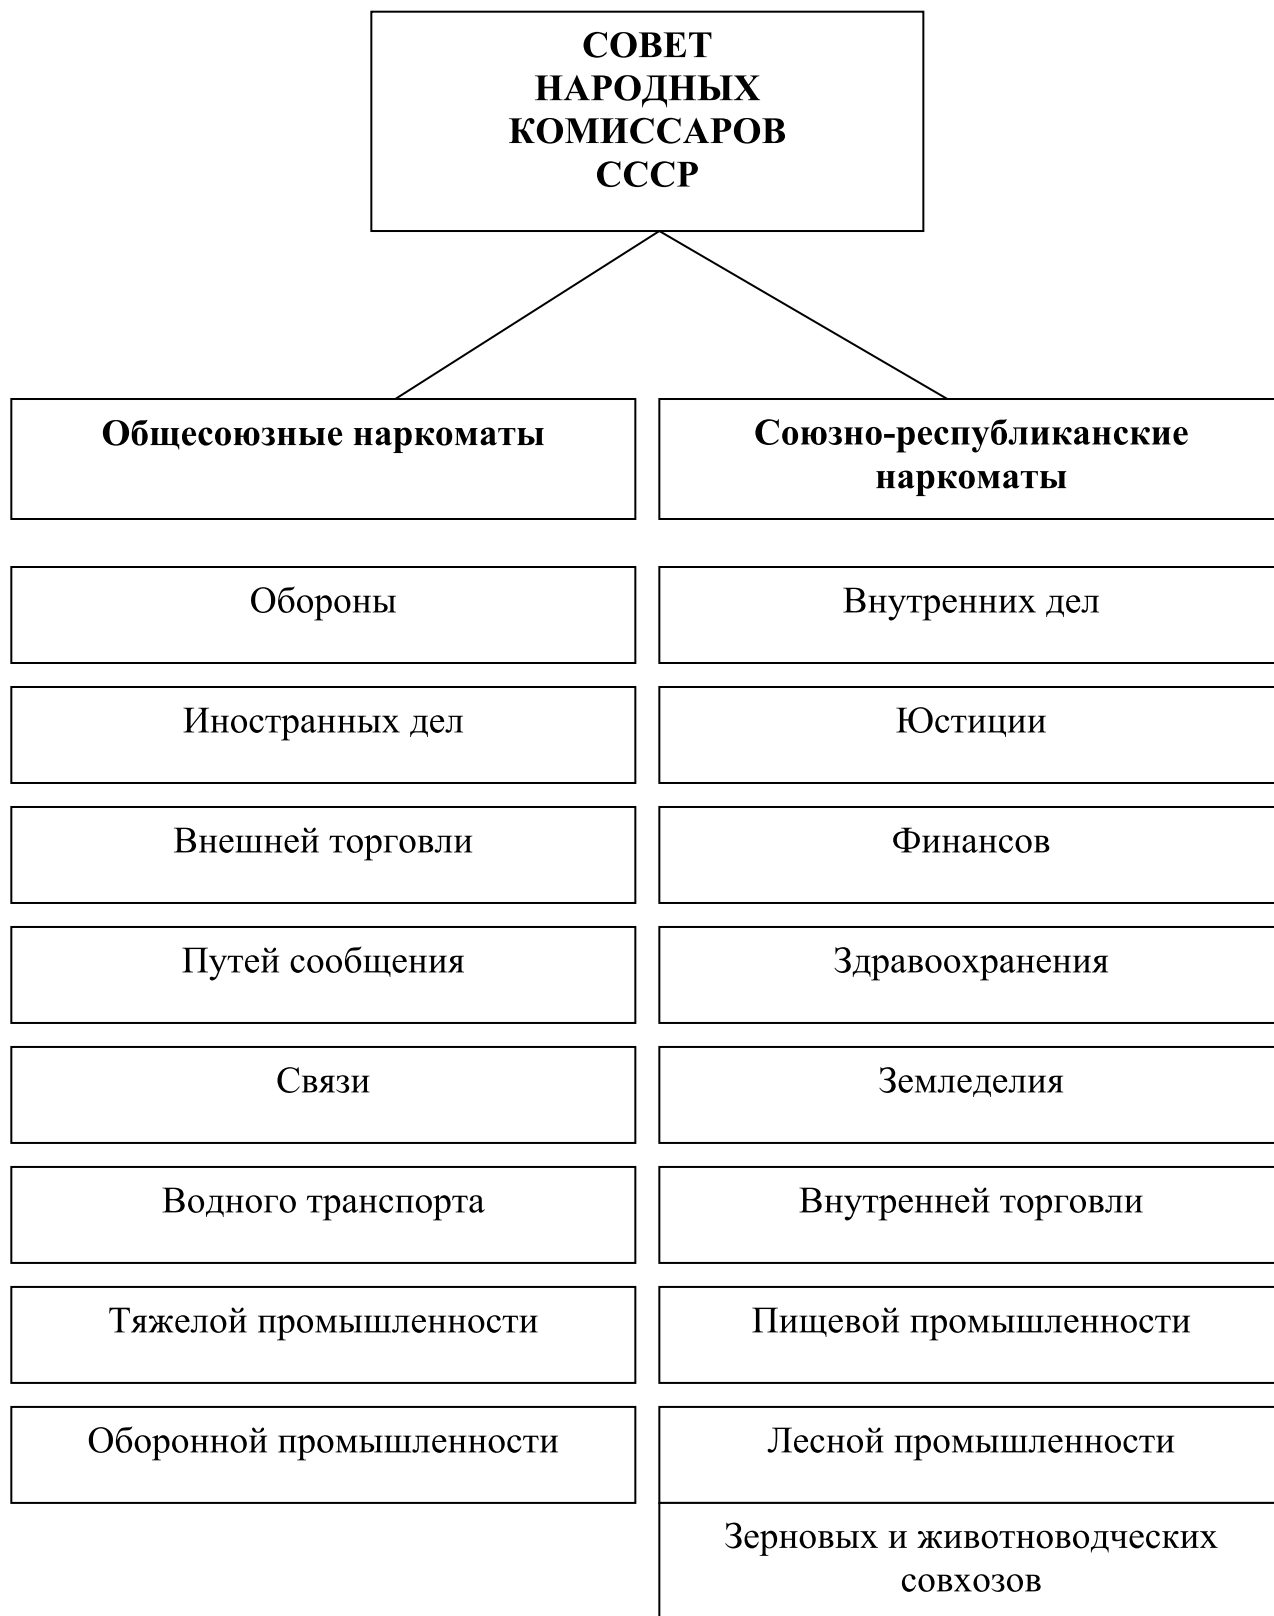 СОВЕТ
НАРОДНЫХ
КОМИССАРОВ
СССР
Общесоюзные наркоматы
Союзно-республиканские
наркоматы
Обороны
Внутренних дел
Иностранных дел
Юстиции
Внешней торговли
Финансов
Путей сообщения
Здравоохранения
Связи
Земледелия
Водного транспорта
Внутренней торговли
Тяжелой промышленности
Пищевой промышленности
Оборонной промышленности
Лесной промышленности
Зерновых и животноводческих
совхозов